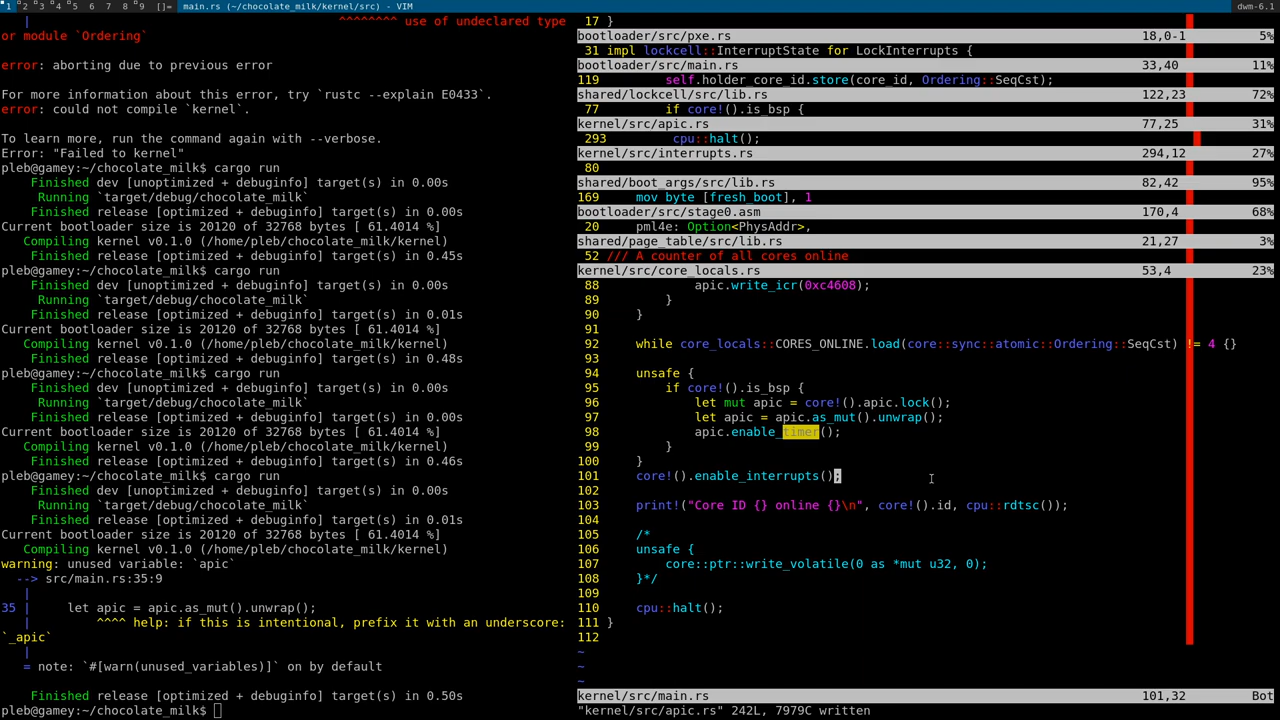 1 2 3 4 5 6 7 8 9 []= main.rs (~/chocolate_milk/kernel/src) - VIM dwm-6.1
| ^^^^^^^^ use of undeclared type
or module `Ordering`
error: aborting due to previous error
For more information about this error, try `rustc --explain E0433`.
error: could not compile `kernel`.
To learn more, run the command again with --verbose.
Error: "Failed to kernel"
pleb@gamey:~/chocolate_milk$ cargo run
Finished dev [unoptimized + debuginfo] target(s) in 0.00s
Running `target/debug/chocolate_milk`
Finished release [optimized + debuginfo] target(s) in 0.00s
Current bootloader size is 20120 of 32768 bytes [ 61.4014 %]
Compiling kernel v0.1.0 (/home/pleb/chocolate_milk/kernel)
Finished release [optimized + debuginfo] target(s) in 0.45s
pleb@gamey:~/chocolate_milk$ cargo run
Finished dev [unoptimized + debuginfo] target(s) in 0.00s
Running `target/debug/chocolate_milk`
Finished release [optimized + debuginfo] target(s) in 0.01s
Current bootloader size is 20120 of 32768 bytes [ 61.4014 %]
Compiling kernel v0.1.0 (/home/pleb/chocolate_milk/kernel)
Finished release [optimized + debuginfo] target(s) in 0.48s
pleb@gamey:~/chocolate_milk$ cargo run
Finished dev [unoptimized + debuginfo] target(s) in 0.00s
Running `target/debug/chocolate_milk`
Finished release [optimized + debuginfo] target(s) in 0.00s
Current bootloader size is 20120 of 32768 bytes [ 61.4014 %]
Compiling kernel v0.1.0 (/home/pleb/chocolate_milk/kernel)
Finished release [optimized + debuginfo] target(s) in 0.46s
pleb@gamey:~/chocolate_milk$ cargo run
Finished dev [unoptimized + debuginfo] target(s) in 0.00s
Running `target/debug/chocolate_milk`
Finished release [optimized + debuginfo] target(s) in 0.01s
Current bootloader size is 20120 of 32768 bytes [ 61.4014 %]
Compiling kernel v0.1.0 (/home/pleb/chocolate_milk/kernel)
warning: unused variable: `apic`
--> src/main.rs:35:9
|
35 | let apic = apic.as_mut().unwrap();
| ^^^^ help: if this is intentional, prefix it with an underscore:
`_apic`
|
= note: `#[warn(unused_variables)]` on by default
Finished release [optimized + debuginfo] target(s) in 0.50s
pleb@gamey:~/chocolate_milk$
17 }
bootloader/src/pxe.rs 18,0-1 5%
31 impl lockcell::InterruptState for LockInterrupts {
bootloader/src/main.rs 33,40 11%
119 self.holder_core_id.store(core_id, Ordering::SeqCst);
shared/lockcell/src/lib.rs 122,23 72%
77 if core!().is_bsp {
kernel/src/apic.rs 77,25 31%
293 cpu::halt();
kernel/src/interrupts.rs 294,12 27%
80
shared/boot_args/src/lib.rs 82,42 95%
169 mov byte [fresh_boot], 1
bootloader/src/stage0.asm 170,4 68%
20 pml4e: Option<PhysAddr>,
shared/page_table/src/lib.rs 21,27 3%
52 /// A counter of all cores online
kernel/src/core_locals.rs 53,4 23%
88 apic.write_icr(0xc4608);
89 }
90 }
91
92 while core_locals::CORES_ONLINE.load(core::sync::atomic::Ordering::SeqCst) != 4 {}
93
94 unsafe {
95 if core!().is_bsp {
96 let mut apic = core!().apic.lock();
97 let apic = apic.as_mut().unwrap();
98 apic.enable_timer();
99 }
100 }
101 core!().enable_interrupts();
102
103 print!("Core ID {} online {}\n", core!().id, cpu::rdtsc());
104
105 /*
106 unsafe {
107 core::ptr::write_volatile(0 as *mut u32, 0);
108 }*/
109
110 cpu::halt();
111 }
112
~
~
~
kernel/src/main.rs 101,32 Bot
"kernel/src/apic.rs" 242L, 7979C written